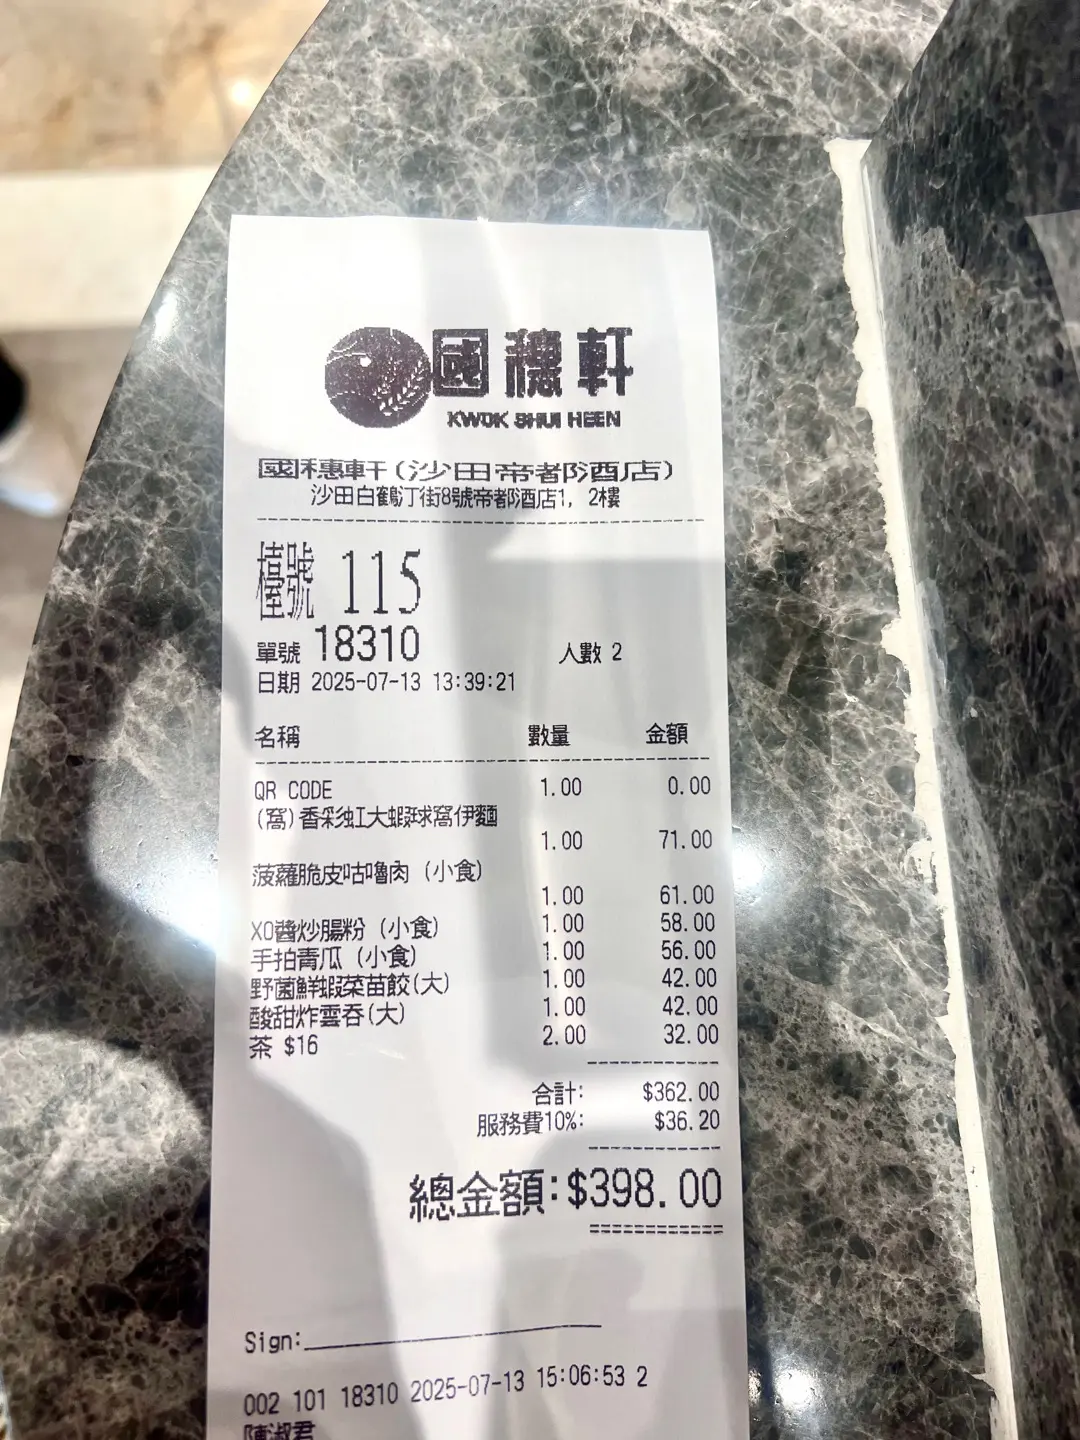 國穗軒
KWOK SHUI HEEN
國穗軒(沙田帝都酒店)
沙田白鶴汀街8號帝都酒店1, 2樓
檯號 115
單號 18310 人數 2
日期 2025-07-13 13:39:21
名稱 數量 金額
QR CODE 1.00 0.00
(窩)香彩虹大蝦球窩伊麵
1.00 71.00
菠蘿脆皮咕嚕肉 (小食)
1.00 61.00
XO醬炒腸粉 (小食) 1.00 58.00
手拍青瓜 (小食) 1.00 56.00
野菌鮮蝦菜苗餃(大) 1.00 42.00
酸甜炸雲吞(大) 1.00 42.00
茶 $16 2.00 32.00
合計: $362.00
服務費10%: $36.20
總金額:$398.00
Sign:
002 101 18310 2025-07-13 15:06:53 2
陳淑君